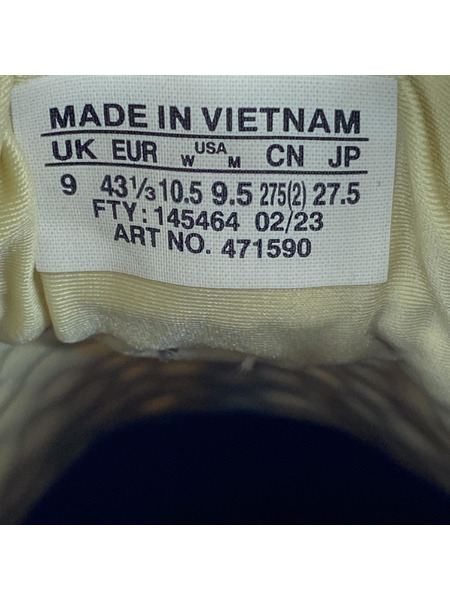 MADE IN VIETNAM
UK EUR USA CN JP
W M
9 43⅓ 10.5 9.5 275(2) 27.5
FTY: 145464 02/23
ART NO. 471590